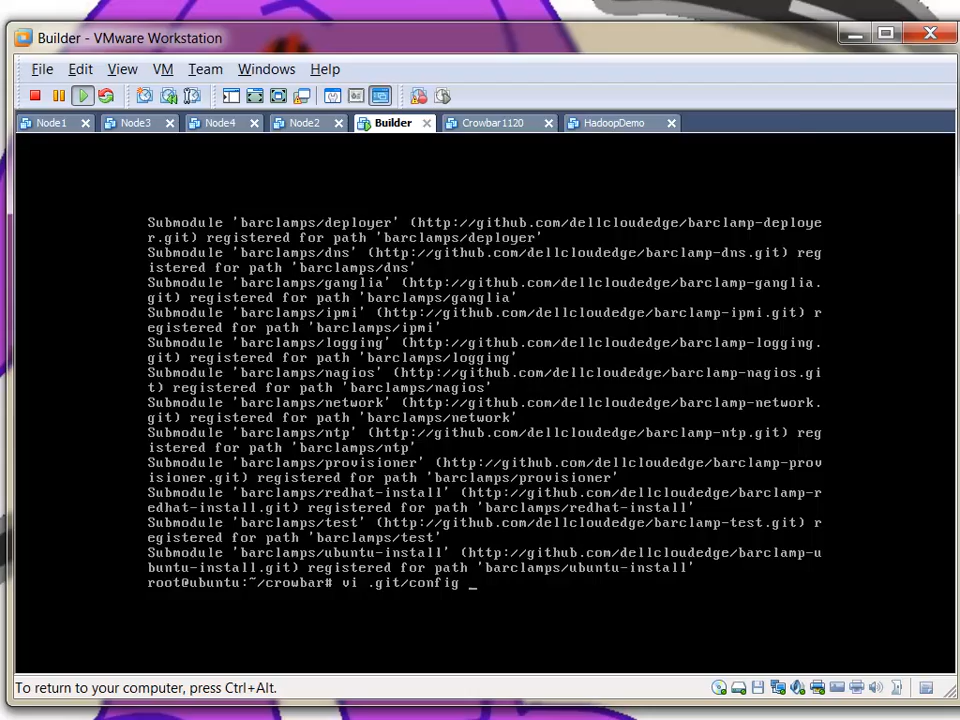 Builder - VMware Workstation
File Edit View VM Team Windows Help
Node1 Node3 Node4 Node2 Builder Crowbar1120 HadoopDemo
Submodule 'barclamps/deployer' (http://github.com/dellcloudedge/barclamp-deploye
r.git) registered for path 'barclamps/deployer'
Submodule 'barclamps/dns' (http://github.com/dellcloudedge/barclamp-dns.git) reg
istered for path 'barclamps/dns'
Submodule 'barclamps/ganglia' (http://github.com/dellcloudedge/barclamp-ganglia.
git) registered for path 'barclamps/ganglia'
Submodule 'barclamps/ipmi' (http://github.com/dellcloudedge/barclamp-ipmi.git) r
egistered for path 'barclamps/ipmi'
Submodule 'barclamps/logging' (http://github.com/dellcloudedge/barclamp-logging.
git) registered for path 'barclamps/logging'
Submodule 'barclamps/nagios' (http://github.com/dellcloudedge/barclamp-nagios.gi
t) registered for path 'barclamps/nagios'
Submodule 'barclamps/network' (http://github.com/dellcloudedge/barclamp-network.
git) registered for path 'barclamps/network'
Submodule 'barclamps/ntp' (http://github.com/dellcloudedge/barclamp-ntp.git) reg
istered for path 'barclamps/ntp'
Submodule 'barclamps/provisioner' (http://github.com/dellcloudedge/barclamp-prov
isioner.git) registered for path 'barclamps/provisioner'
Submodule 'barclamps/redhat-install' (http://github.com/dellcloudedge/barclamp-r
edhat-install.git) registered for path 'barclamps/redhat-install'
Submodule 'barclamps/test' (http://github.com/dellcloudedge/barclamp-test.git) r
egistered for path 'barclamps/test'
Submodule 'barclamps/ubuntu-install' (http://github.com/dellcloudedge/barclamp-u
buntu-install.git) registered for path 'barclamps/ubuntu-install'
root@ubuntu:~/crowbar# vi .git/config _
To return to your computer, press Ctrl+Alt.